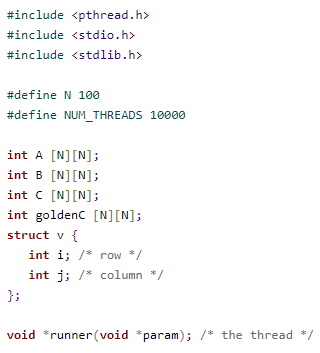 #include <pthread.h>
#include <stdio.h>
#include <stdlib.h>

#define N 100
#define NUM_THREADS 10000

int A [N][N];
int B [N][N];
int C [N][N];
int goldenC [N][N];
struct v {
   int i; /* row */
   int j; /* column */
};

void *runner(void *param); /* the thread */